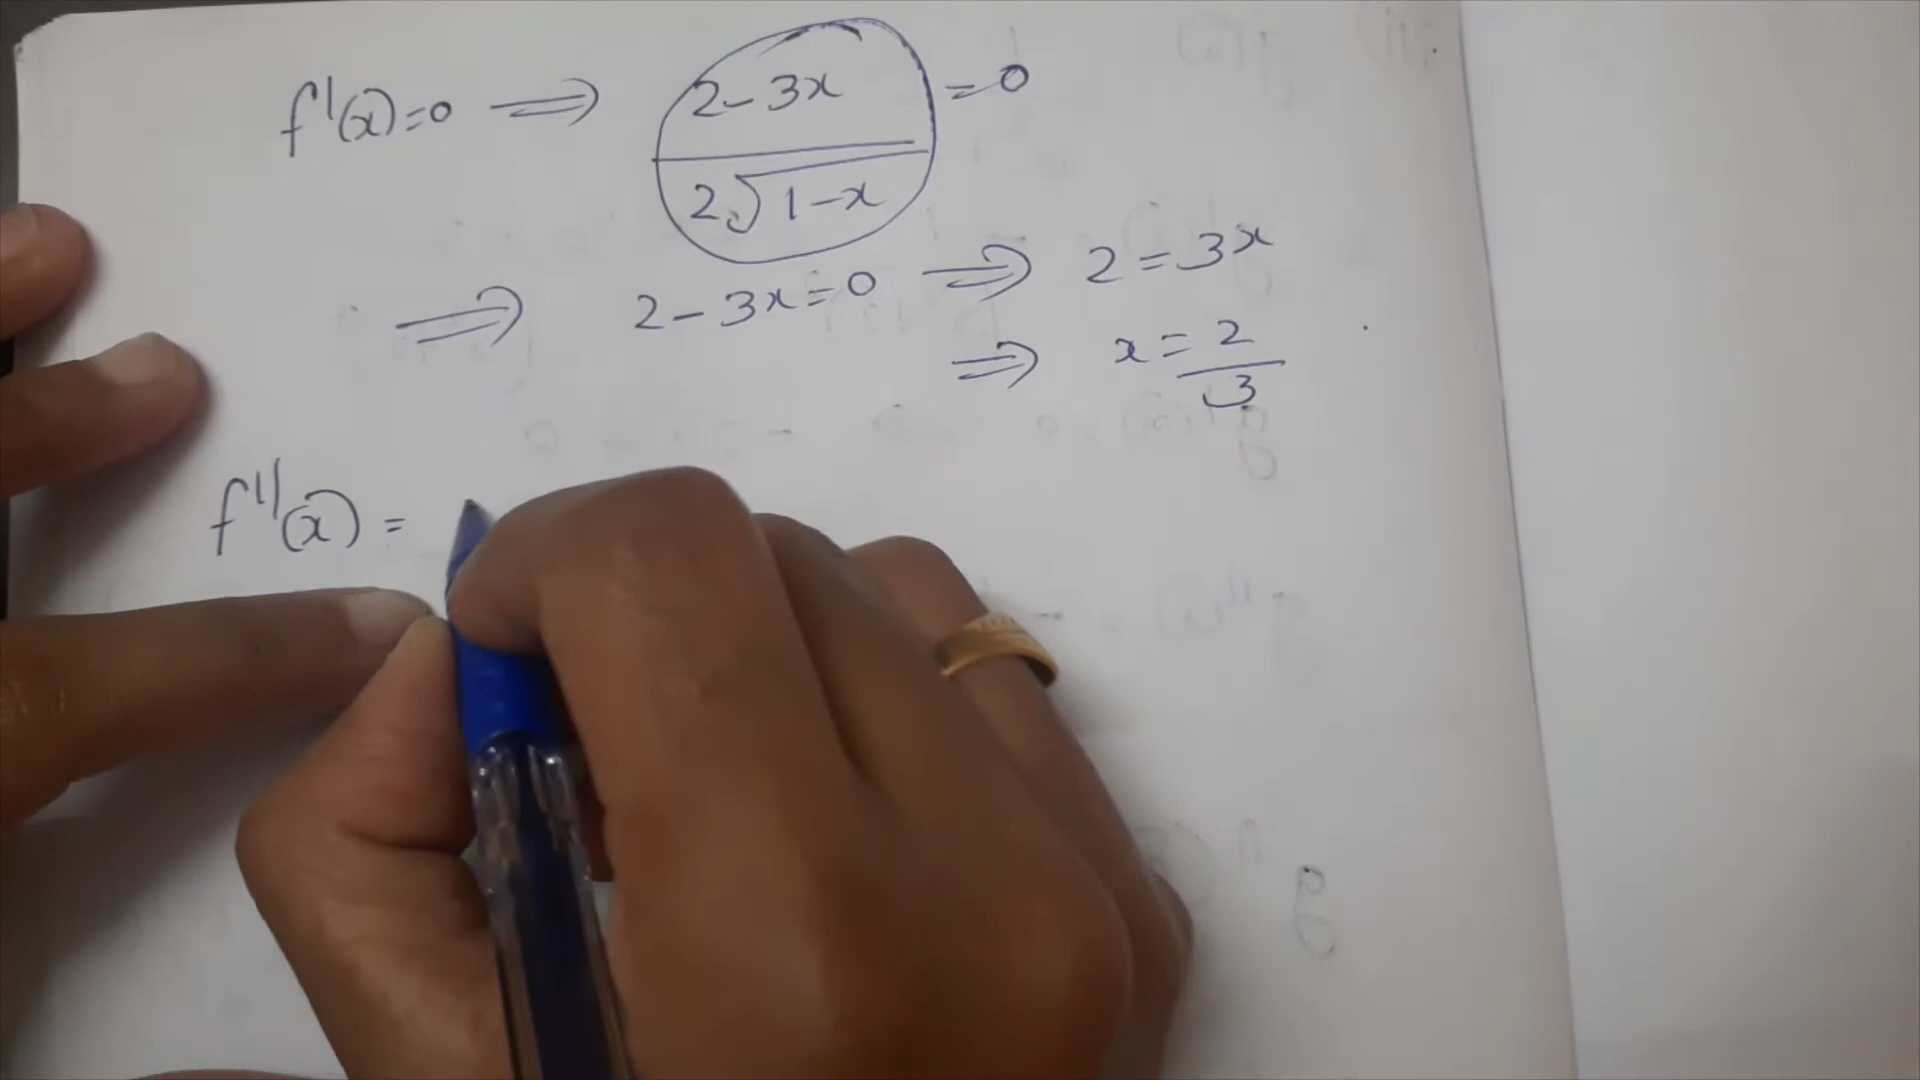 f'(x)=0 ⟹ (2-3x)/(2√(1-x)) = 0
⟹ 2-3x=0 ⟹ 2=3x
⟹ x=2/3
f''(x) =